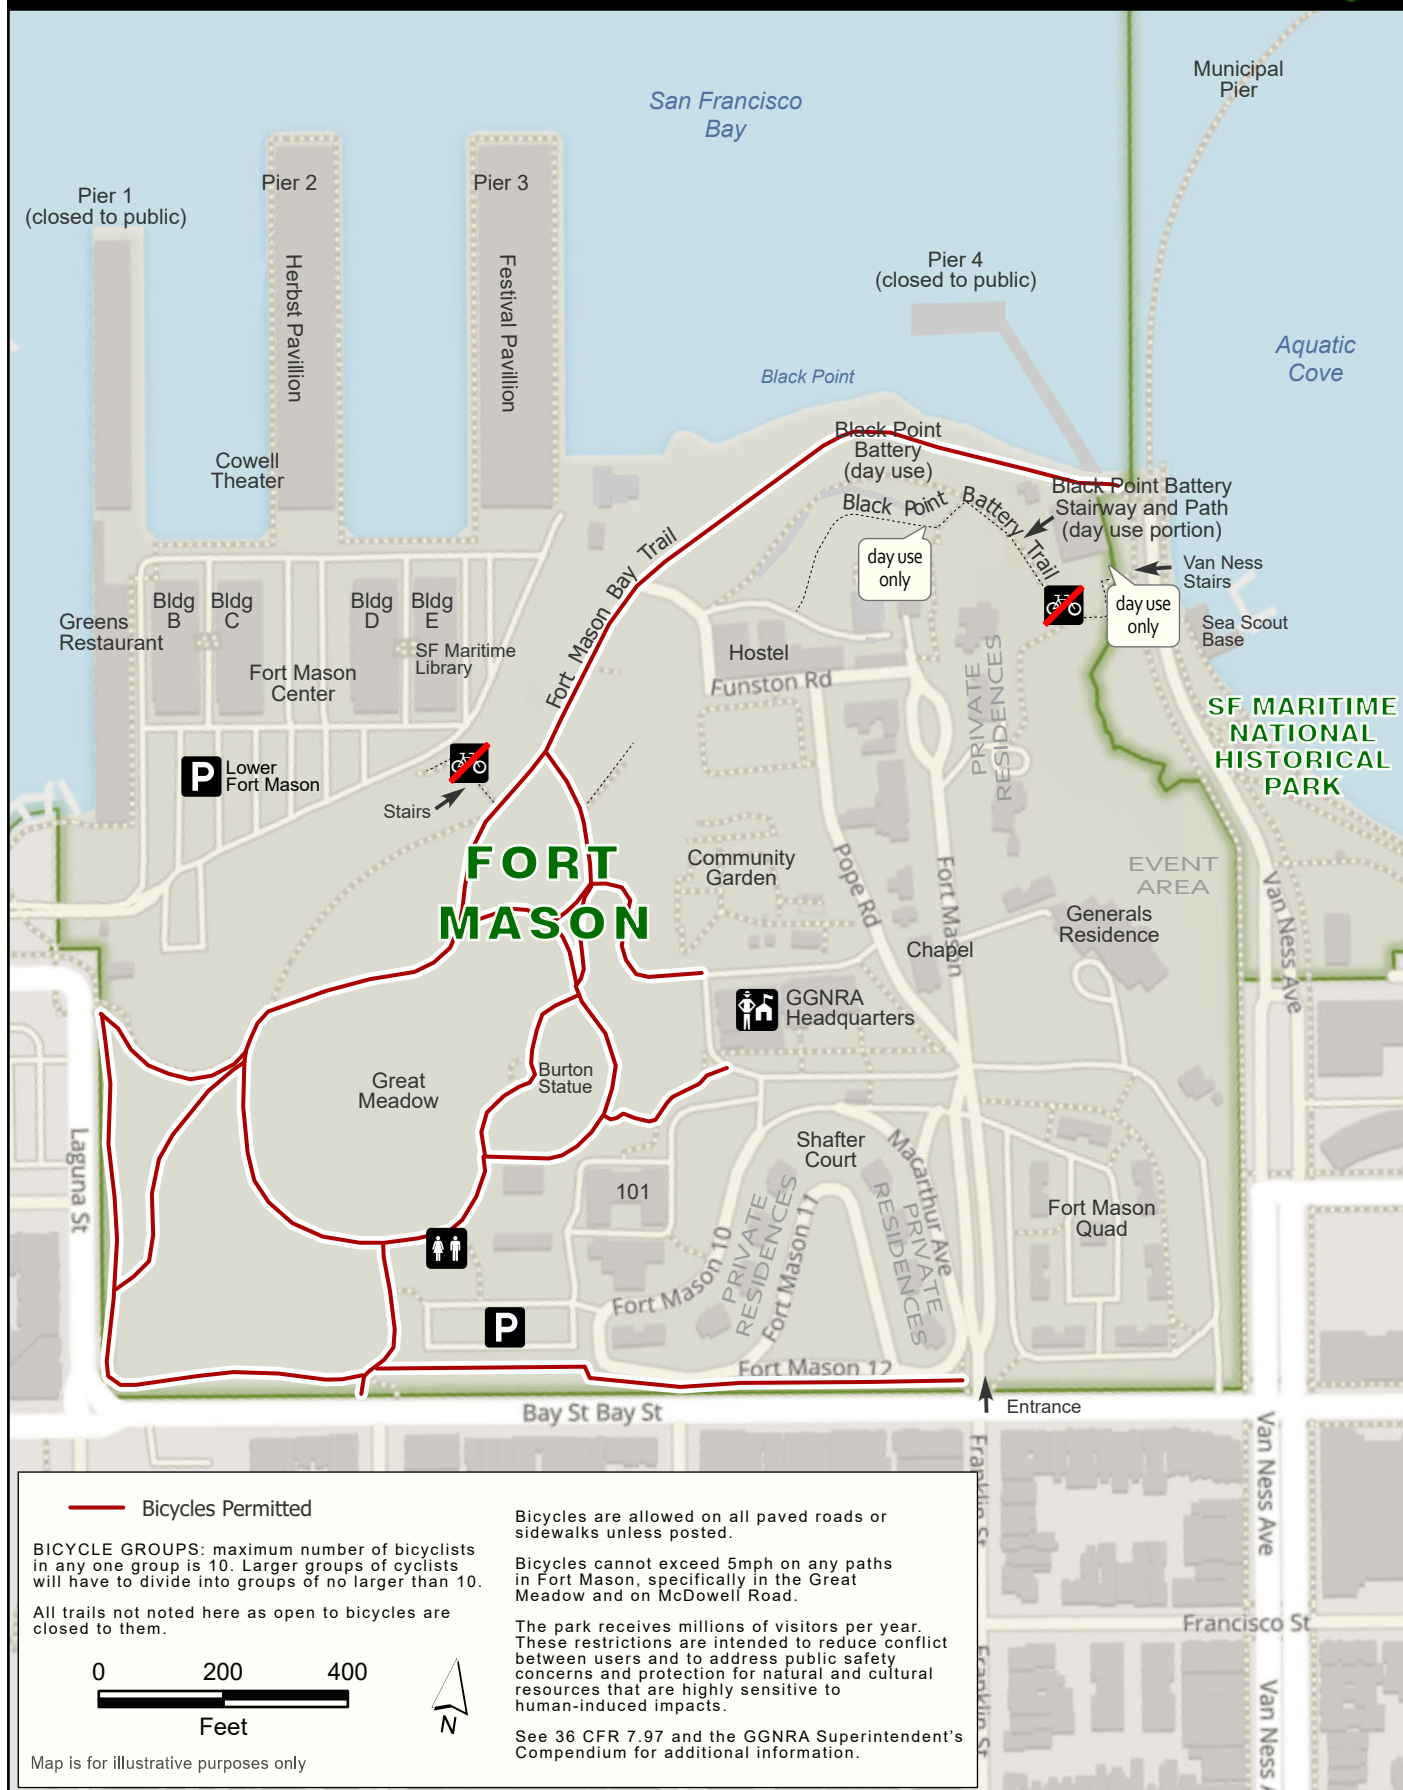 Municipal
Pier
San Francisco
Bay
Pier 1
(closed to public)
Pier 2
Pier 3
Herbst Pavillion
Festival Pavillion
Pier 4
(closed to public)
Aquatic
Cove
Black Point
Black Point
Battery
(day use)
Cowell
Theater
Black Point Battery Trail
Black Point Battery
Stairway and Path
(day use portion)
day use
only
Van Ness
Stairs
day use
only
Sea Scout
Base
Fort Mason Bay Trail
Greens
Restaurant
Bldg
B
Bldg
C
Bldg
D
Bldg
E
SF Maritime
Library
Fort Mason
Center
Hostel
Funston Rd
PRIVATE
RESIDENCES
SF MARITIME
NATIONAL
HISTORICAL
PARK
P
Lower
Fort Mason
Stairs
FORT
MASON
Community
Garden
Pope Rd
Fort Mason
EVENT
AREA
Generals
Residence
Chapel
Van Ness Ave
GGNRA
Headquarters
Great
Meadow
Burton
Statue
Laguna St
Shafter
Court
Macarthur Ave
101
PRIVATE
RESIDENCES
PRIVATE
RESIDENCES
Fort Mason 10
Fort Mason 11
Fort Mason
Quad
P
Fort Mason 12
Entrance
Bay St Bay St
Franklin St
Van Ness Ave
Francisco St
Franklin St
Van Ness
Bicycles Permitted
BICYCLE GROUPS: maximum number of bicyclists
in any one group is 10. Larger groups of cyclists
will have to divide into groups of no larger than 10.
All trails not noted here as open to bicycles are
closed to them.
0 200 400
Feet
N
Map is for illustrative purposes only
Bicycles are allowed on all paved roads or
sidewalks unless posted.
Bicycles cannot exceed 5mph on any paths
in Fort Mason, specifically in the Great
Meadow and on McDowell Road.
The park receives millions of visitors per year.
These restrictions are intended to reduce conflict
between users and to address public safety
concerns and protection for natural and cultural
resources that are highly sensitive to
human-induced impacts.
See 36 CFR 7.97 and the GGNRA Superintendent's
Compendium for additional information.